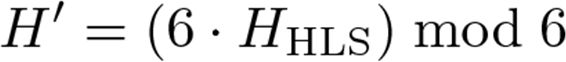 H′ = (6 · H_HLS) mod 6